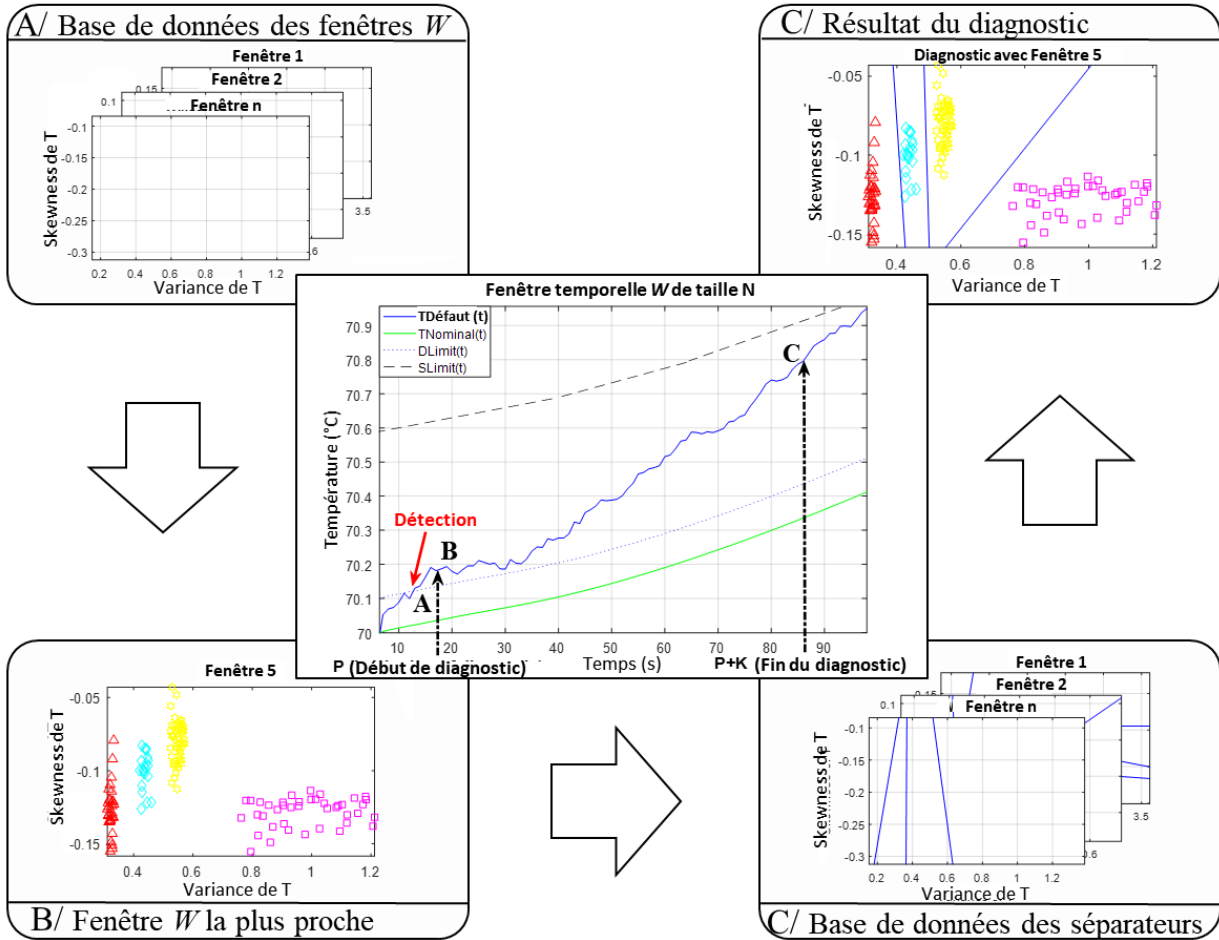 A/ Base de données des fenêtres W
Fenêtre 1
0.15
Fenêtre 2
0.1
Fenêtre n
Skewness de T
-0.1
-0.15
-0.2
-0.25
-0.3
3.5
6
0.2 0.4 0.6 0.8 1 1.2
Variance de T
C/ Résultat du diagnostic
Diagnostic avec Fenêtre 5
Skewness de T
-0.05
-0.1
-0.15
0.4 0.6 0.8 1 1.2
Variance de T
Fenêtre temporelle W de taille N
TDéfaut (t)
TNominal(t)
DLimit(t)
SLimit(t)
Température (°C)
70.9
70.8
70.7
70.6
70.5
70.4
70.3
70.2
70.1
70
Détection
A
B
C
10 20 30 40 50 60 70 80 90
P (Début de diagnostic)
Temps (s)
P+K (Fin du diagnostic)
Fenêtre 5
Skewness de T
-0.05
-0.1
-0.15
0.4 0.6 0.8 1 1.2
Variance de T
B/ Fenêtre W la plus proche
Fenêtre 1
0.15
Fenêtre 2
0.1
Fenêtre n
Skewness de T
-0.1
-0.15
-0.2
-0.25
-0.3
3.5
0.6
0.2 0.4 0.6 0.8 1 1.2
Variance de T
C/ Base de données des séparateurs